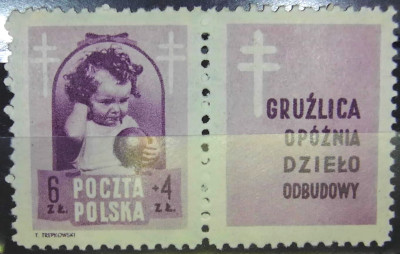 6 POCZTA +4
ZŁ. POLSKA ZŁ.
T. TREPKOWSKI
GRUŹLICA
OPÓŹNIA
DZIEŁO
ODBUDOWY